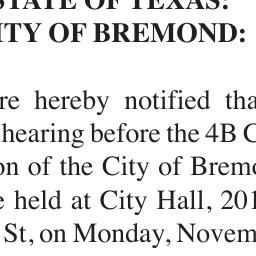 STATE OF TEXAS:
CITY OF BREMOND:
re hereby notified tha
hearing before the 4B C
on of the City of Bremo
e held at City Hall, 201
St, on Monday, Novem